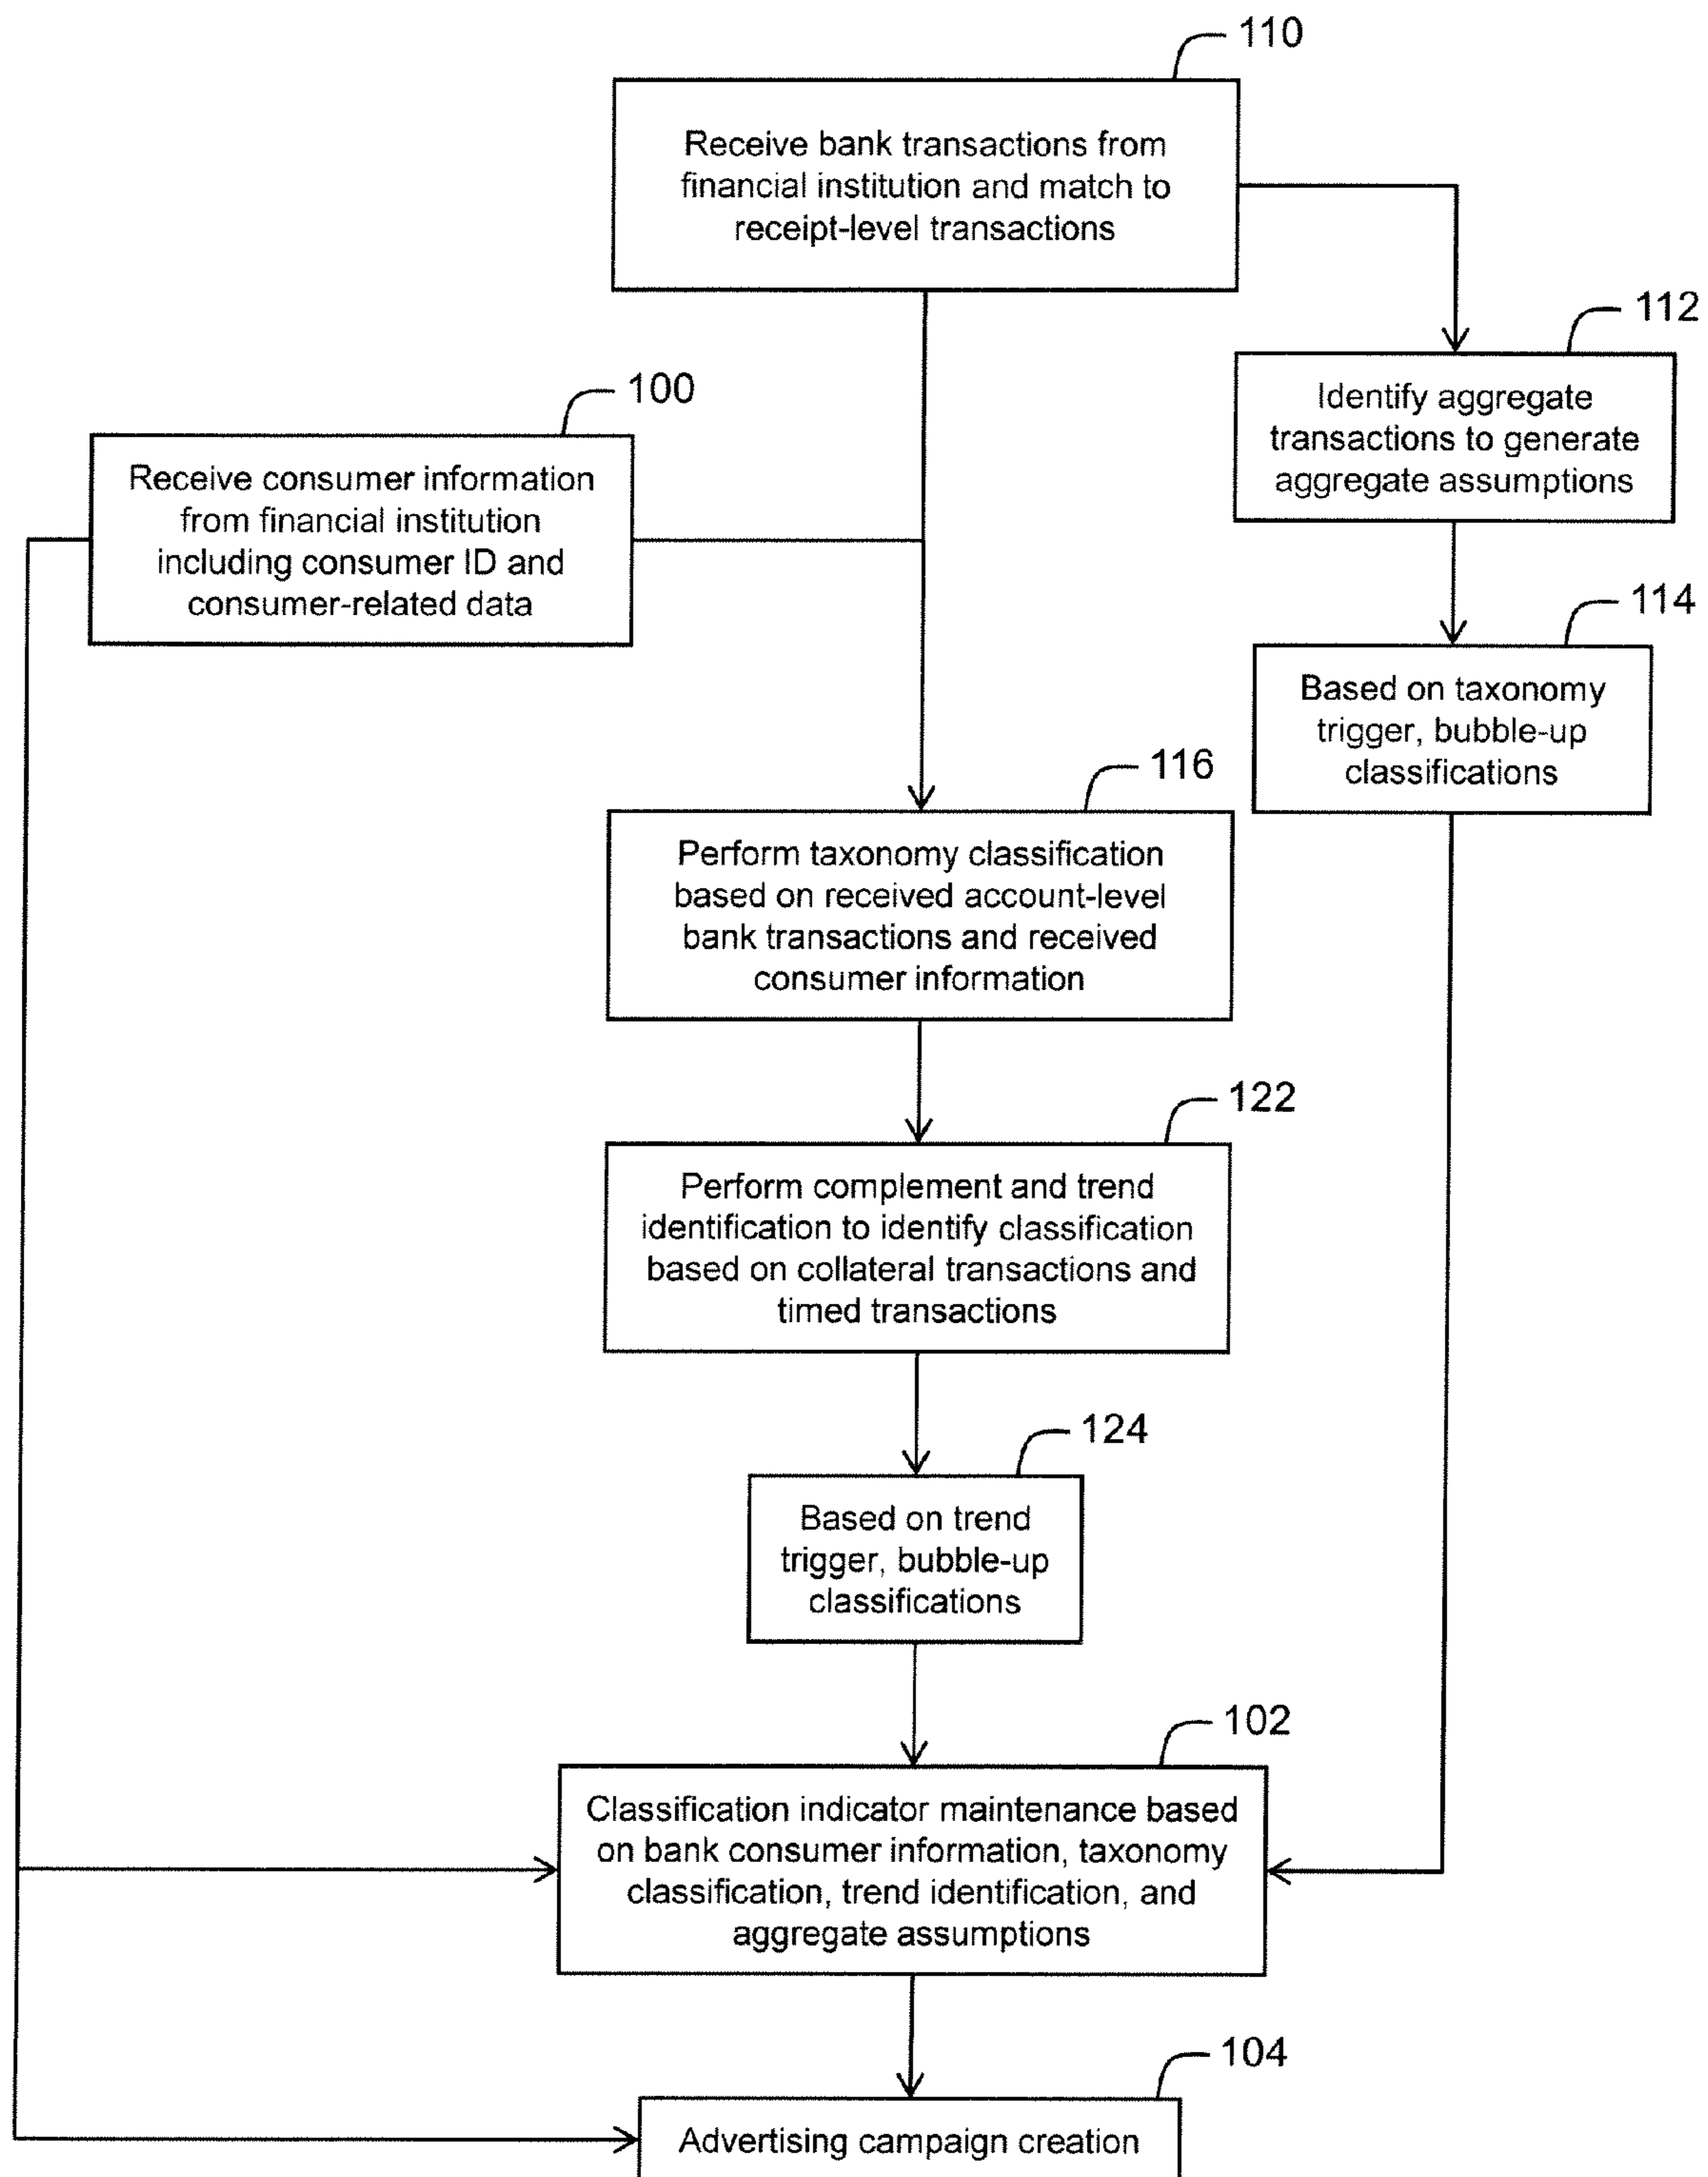 110
Receive bank transactions from
financial institution and match to
receipt-level transactions
112
Identify aggregate
transactions to generate
aggregate assumptions
100
Receive consumer information
from financial institution
including consumer ID and
consumer-related data
114
Based on taxonomy
trigger, bubble-up
classifications
116
Perform taxonomy classification
based on received account-level
bank transactions and received
consumer information
122
Perform complement and trend
identification to identify classification
based on collateral transactions and
timed transactions
124
Based on trend
trigger, bubble-up
classifications
102
Classification indicator maintenance based
on bank consumer information, taxonomy
classification, trend identification, and
aggregate assumptions
104
Advertising campaign creation